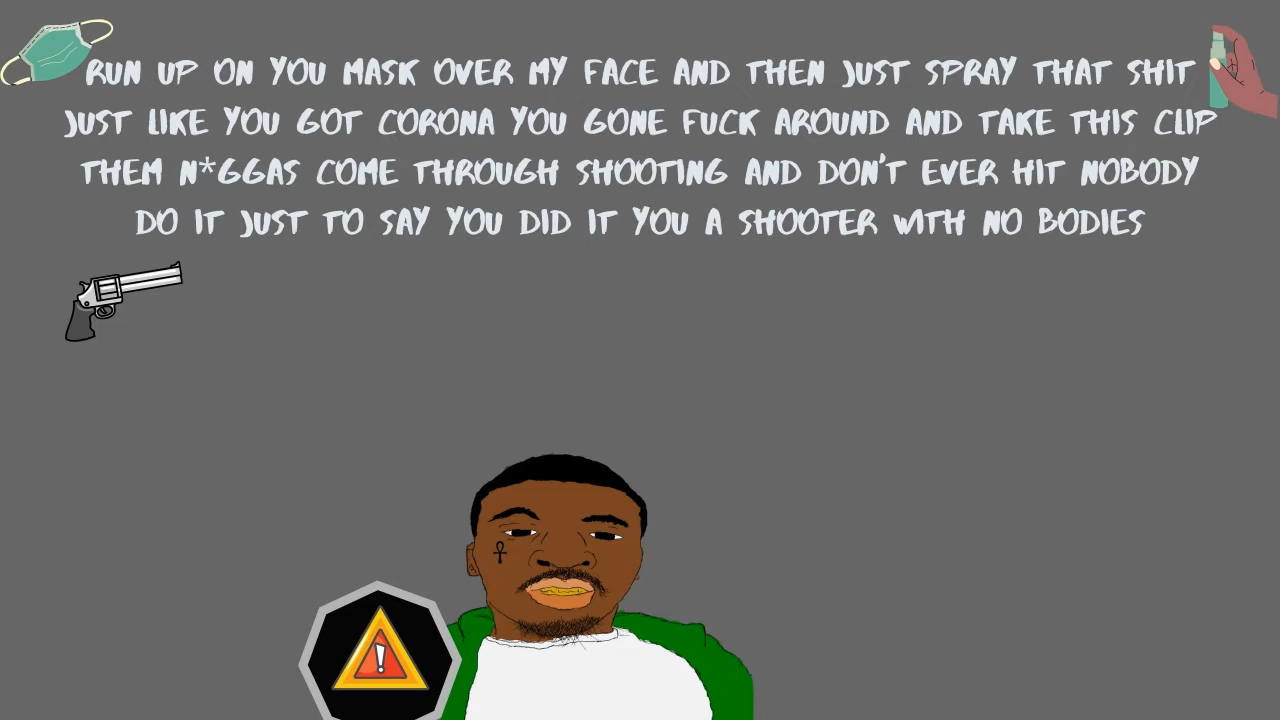 RUN UP ON YOU MASK OVER MY FACE AND THEN JUST SPRAY THAT SHIT
JUST LIKE YOU GOT CORONA YOU GONE FUCK AROUND AND TAKE THIS CLIP
THEM N*GGAS COME THROUGH SHOOTING AND DON'T EVER HIT NOBODY
DO IT JUST TO SAY YOU DID IT YOU A SHOOTER WITH NO BODIES